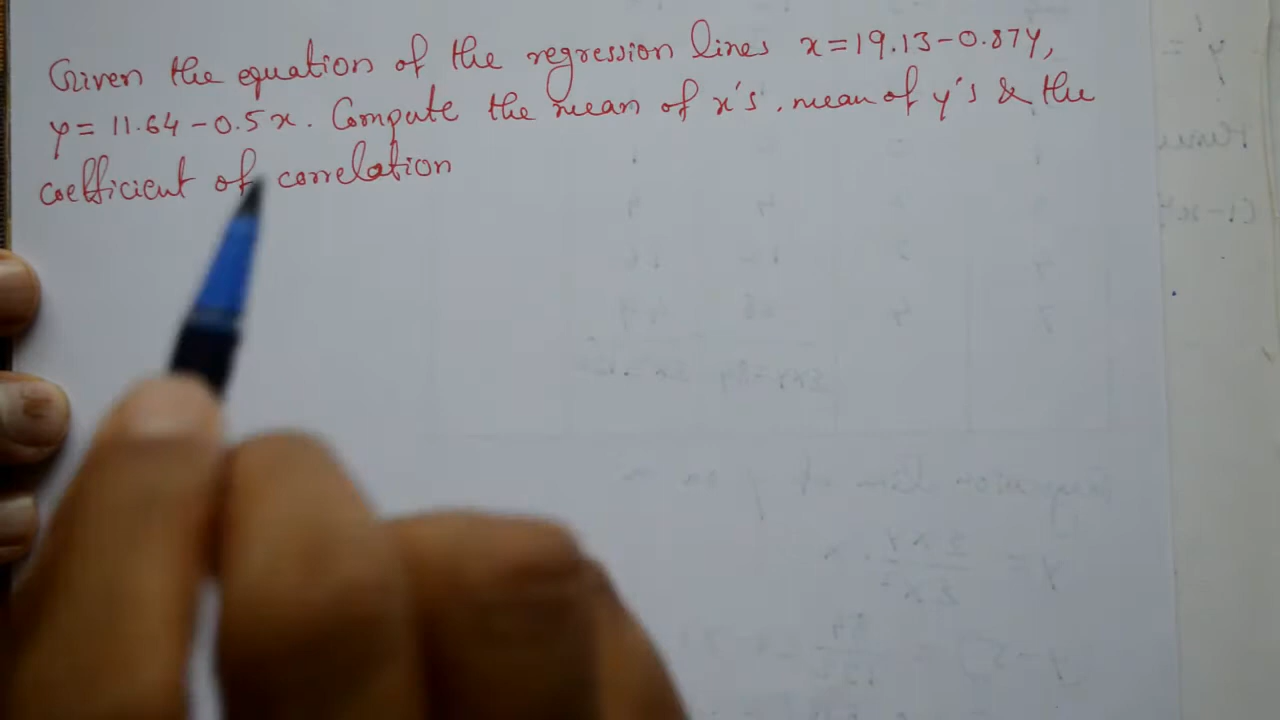 Given the equation of the regression lines x=19.13-0.87y,
y=11.64-0.5x. Compute the mean of x's, mean of y's & the
coefficient of correlation